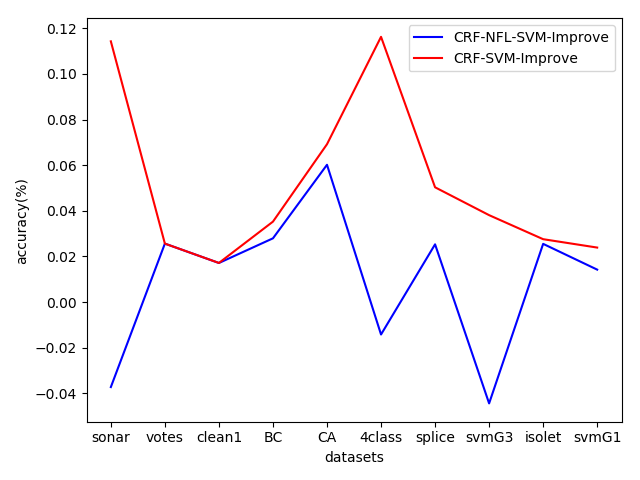 CRF-NFL-SVM-Improve
CRF-SVM-Improve
0.12
0.10
0.08
0.06
0.04
0.02
0.00
−0.02
−0.04
accuracy(%)
sonar votes clean1 BC CA 4class splice svmG3 isolet svmG1
datasets